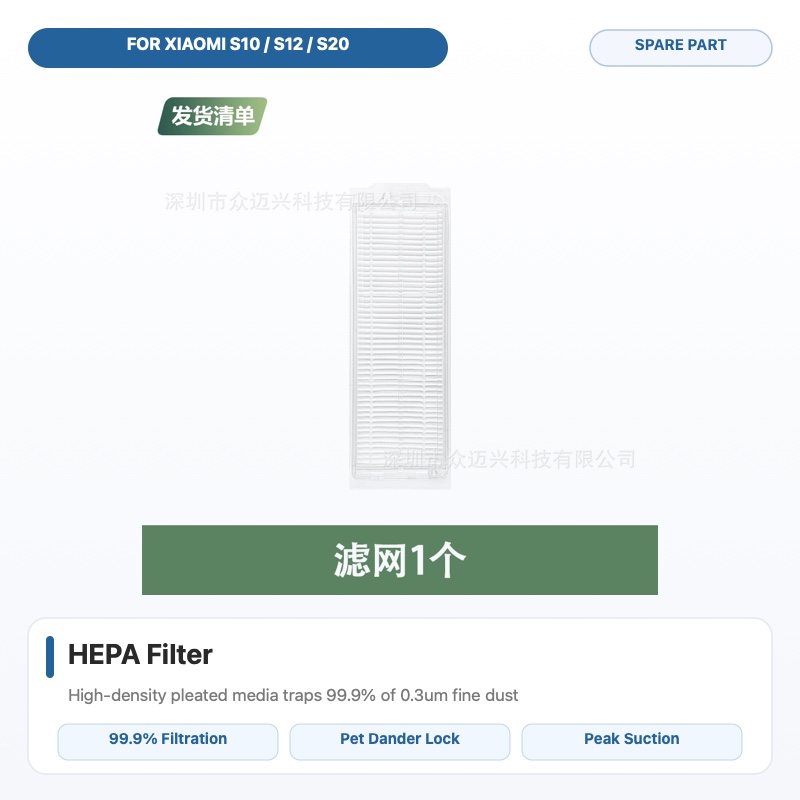 FOR XIAOMI S10 / S12 / S20
SPARE PART
发货清单
深圳市众迈兴科技有限公司
深圳市众迈兴科技有限公司
滤网1个
HEPA Filter
High-density pleated media traps 99.9% of 0.3um fine dust
99.9% Filtration
Pet Dander Lock
Peak Suction